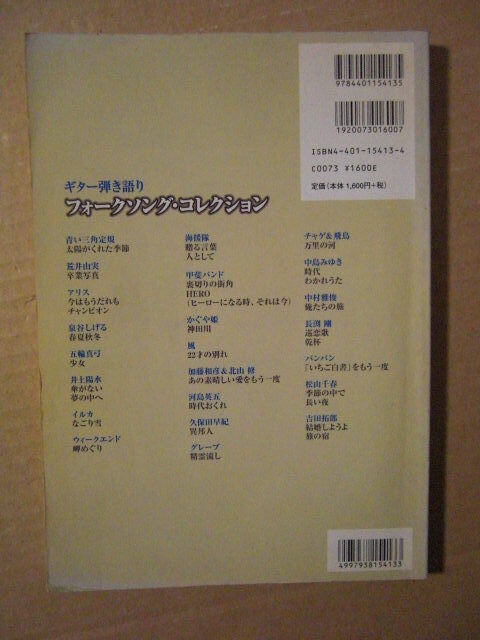 9784401154135
1920073016007
ISBN4-401-15413-4
C0073 ¥1600E
定価(本体 1,600円+税)
ギター弾き語り
フォークソング・コレクション
青い三角定規
太陽がくれた季節
荒井由実
卒業写真
アリス
今はもうだれも
チャンピオン
泉谷しげる
春夏秋冬
五輪真弓
少女
井上陽水
傘がない
夢の中へ
イルカ
なごり雪
ウィークエンド
岬めぐり
海援隊
贈る言葉
人として
甲斐バンド
裏切りの街角
HERO
(ヒーローになる時、それは今)
かぐや姫
神田川
風
22才の別れ
加藤和彦&北山 修
あの素晴しい愛をもう一度
河島英五
時代おくれ
久保田早紀
異邦人
グレープ
精霊流し
チャゲ&飛鳥
万里の河
中島みゆき
時代
わかれうた
中村雅俊
俺たちの旅
長渕 剛
巡恋歌
乾杯
バンバン
「いちご白書」をもう一度
松山千春
季節の中で
長い夜
吉田拓郎
結婚しようよ
旅の宿
4997938154133